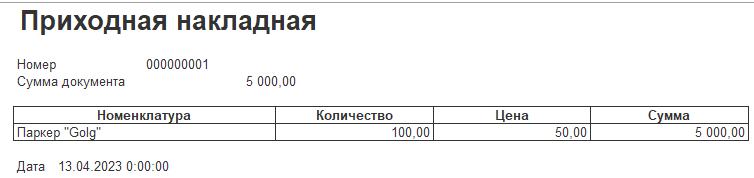 Приходная накладная
Номер 000000001
Сумма документа 5 000,00
Номенклатура Количество Цена Сумма
Паркер "Golg" 100,00 50,00 5 000,00
Дата 13.04.2023 0:00:00